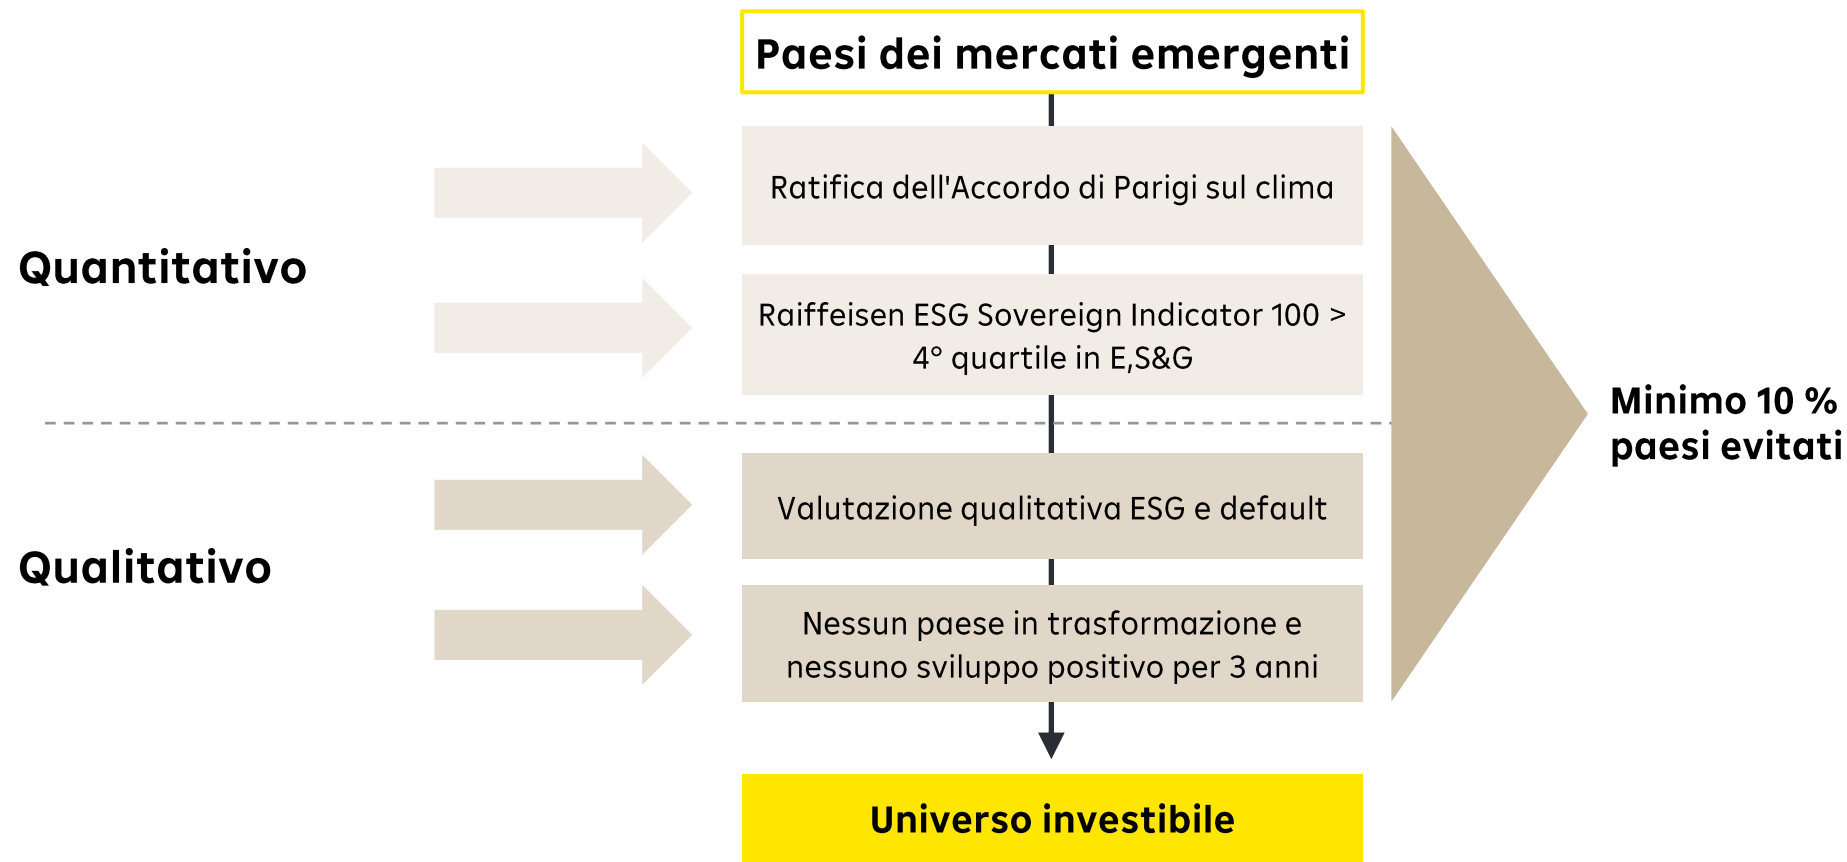 Paesi dei mercati emergenti
Quantitativo
Ratifica dell'Accordo di Parigi sul clima
Raiffeisen ESG Sovereign Indicator 100 >
4° quartile in E,S&G
Minimo 10 %
paesi evitati
Qualitativo
Valutazione qualitativa ESG e default
Nessun paese in trasformazione e
nessuno sviluppo positivo per 3 anni
Universo investibile